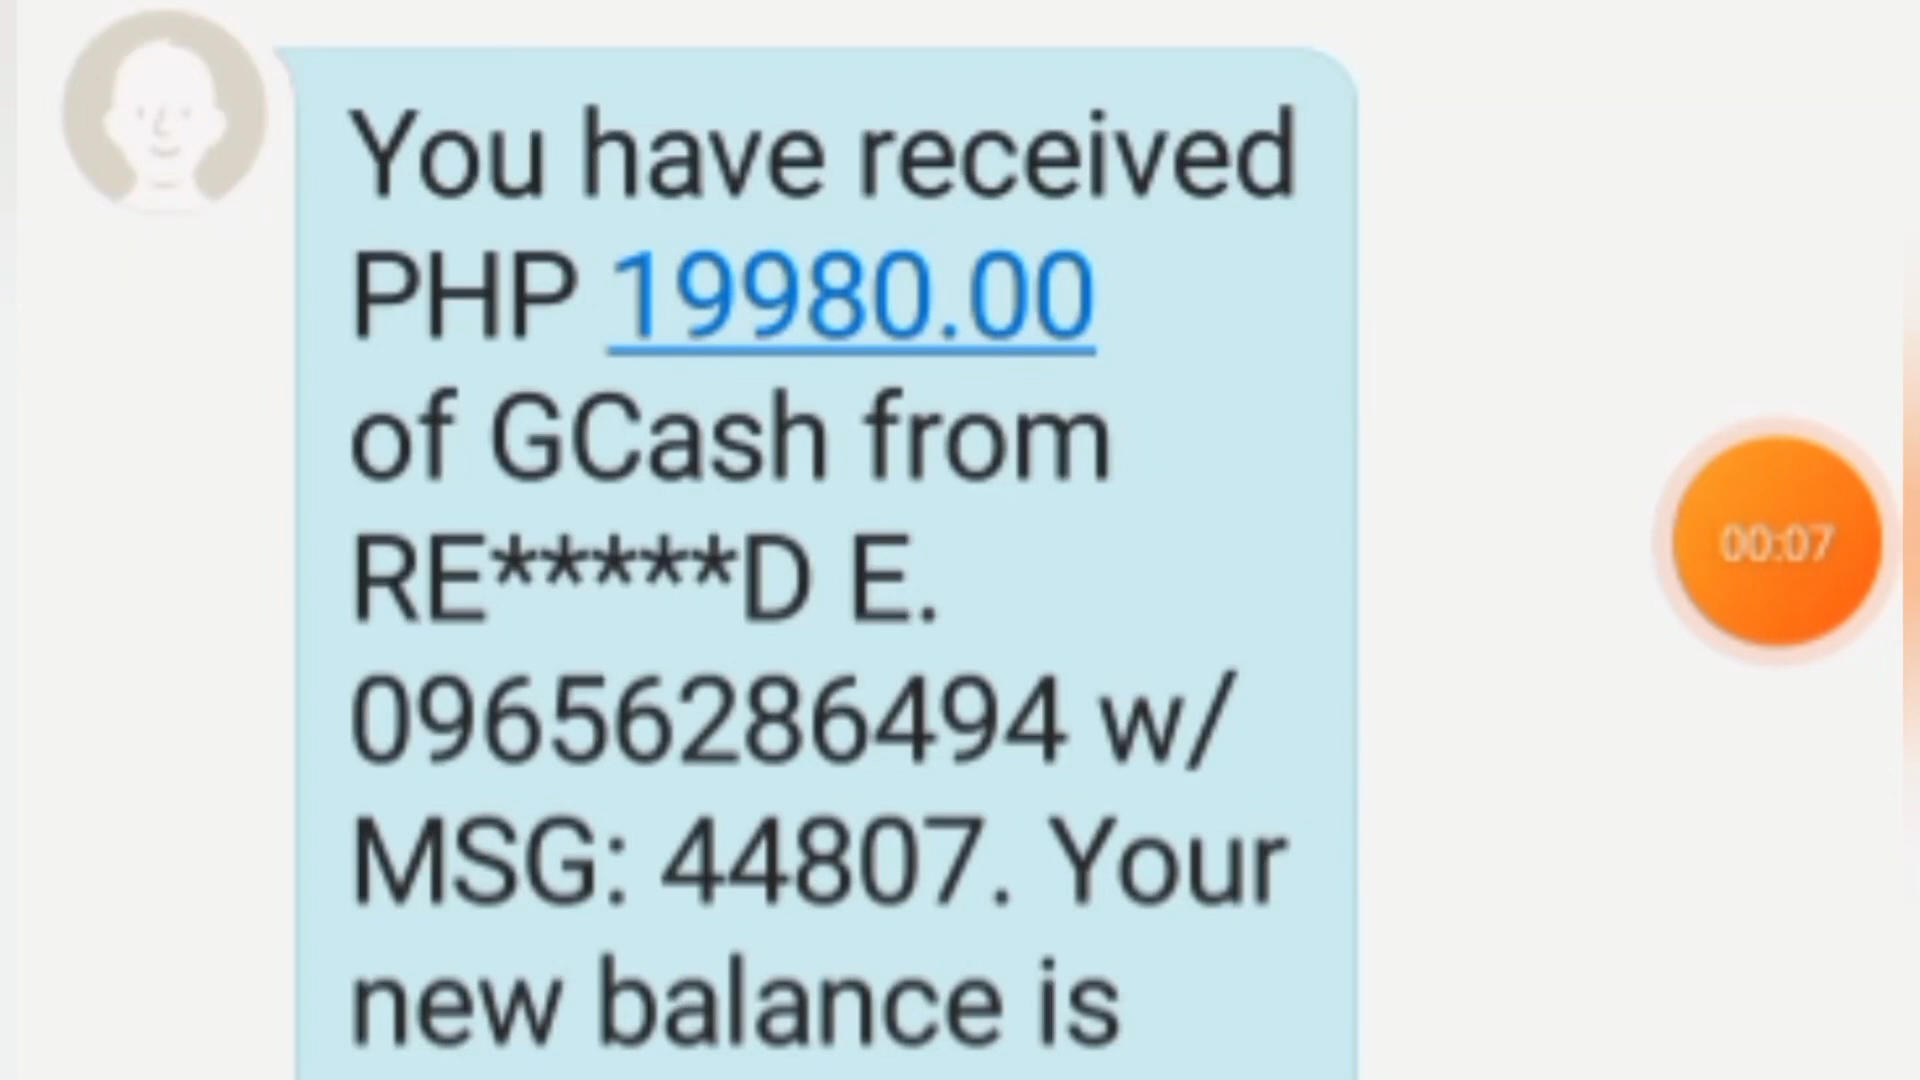 You have received
PHP 19980.00
of GCash from
RE*****D E.
09656286494 w/
MSG: 44807. Your
new balance is
00:07